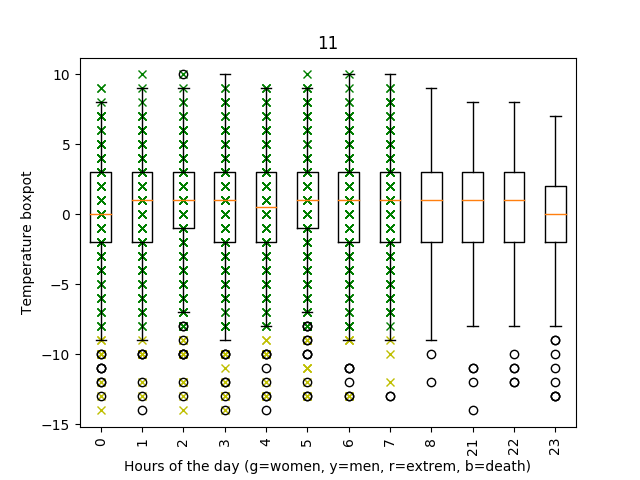 11
10
5
0
−5
−10
−15
Temperature boxpot
0 1 2 3 4 5 6 7 8 21 22 23
Hours of the day (g=women, y=men, r=extrem, b=death)